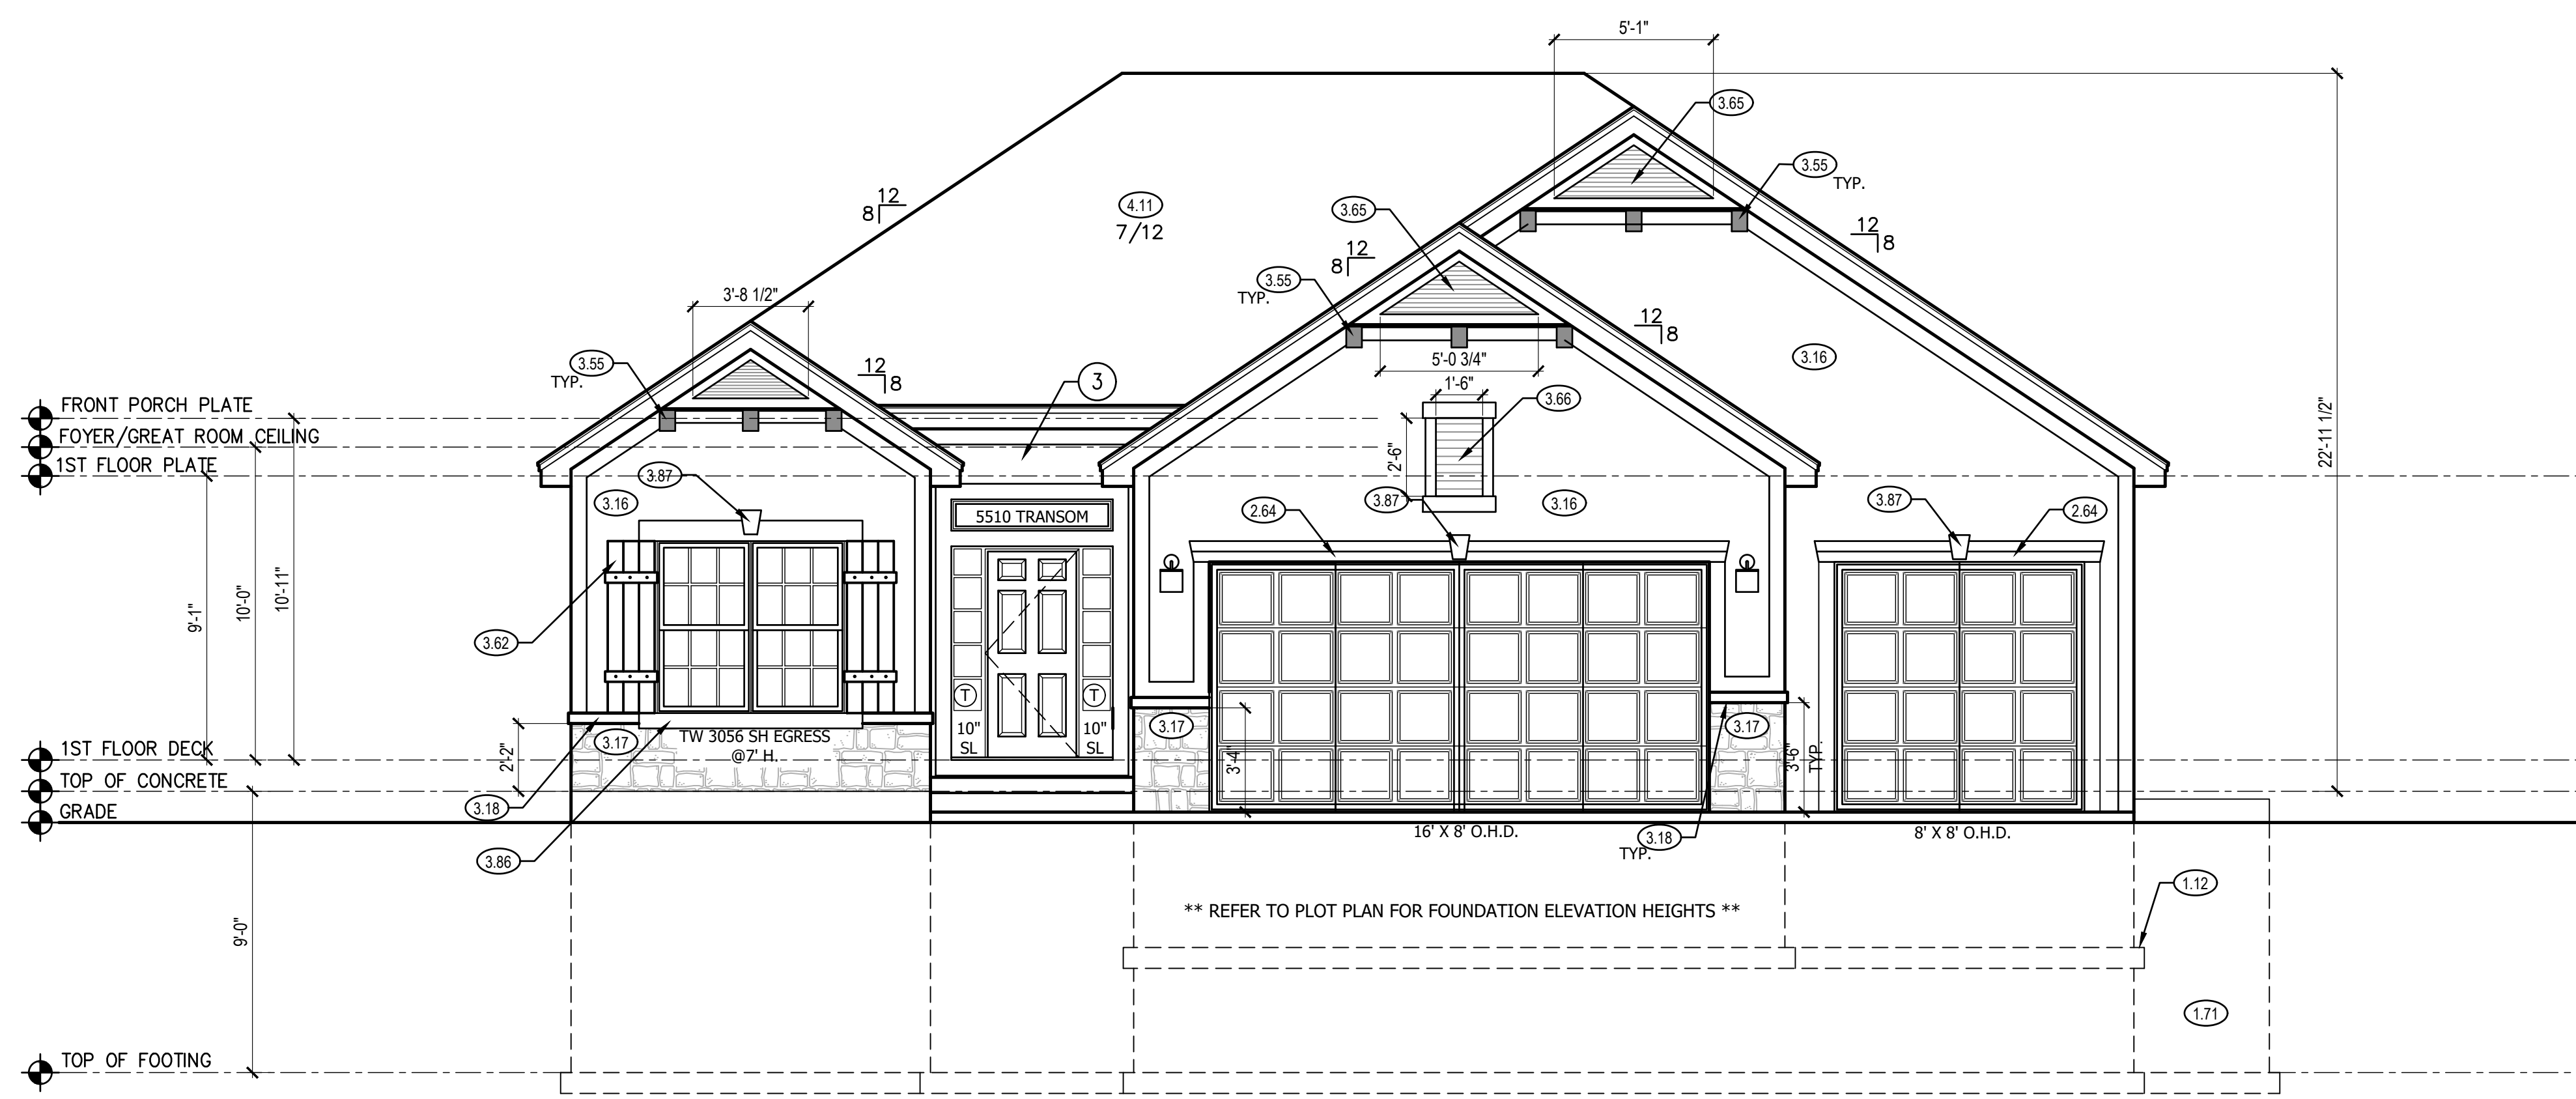 5'-1"
3.65
3.55
TYP.
12
8
4.11
7/12
3.65
12
8
12
8
3.55
TYP.
3'-8 1/2"
12
8
3.16
5'-0 3/4"
1'-6"
3.55
TYP.
12
8
3
3.66
FRONT PORCH PLATE
FOYER/GREAT ROOM CEILING
1ST FLOOR PLATE
22'-11 1/2"
2'-6"
3.87
3.16
3.87
3.16
3.87
2.64
2.64
5510 TRANSOM
9'-1"
10'-0"
10'-11"
3.62
T
T
10"
SL
10"
SL
3.17
3.17
3.17
TW 3056 SH EGRESS
@7' H.
2'-2"
3'-4"
3'-6"
TYP.
1ST FLOOR DECK
TOP OF CONCRETE
GRADE
3.18
3.86
16' X 8' O.H.D.
3.18
TYP.
8' X 8' O.H.D.
1.12
** REFER TO PLOT PLAN FOR FOUNDATION ELEVATION HEIGHTS **
9'-0"
1.71
TOP OF FOOTING